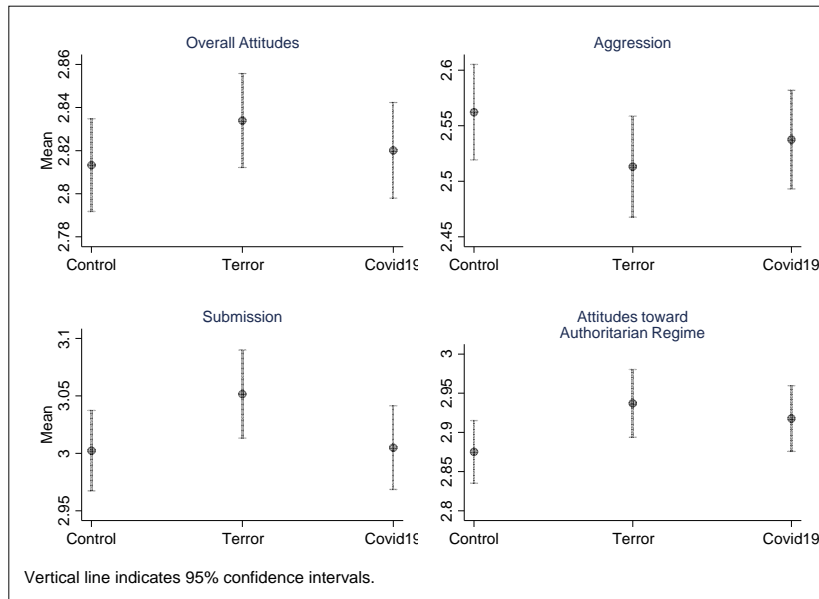 Overall Attitudes
Mean
2.86
2.84
2.82
2.8
2.78
Control Terror Covid19
Aggression
2.6
2.55
2.5
2.45
Control Terror Covid19
Submission
Mean
3.1
3.05
3
2.95
Control Terror Covid19
Attitudes toward
Authoritarian Regime
3
2.95
2.9
2.85
2.8
Control Terror Covid19
Vertical line indicates 95% confidence intervals.